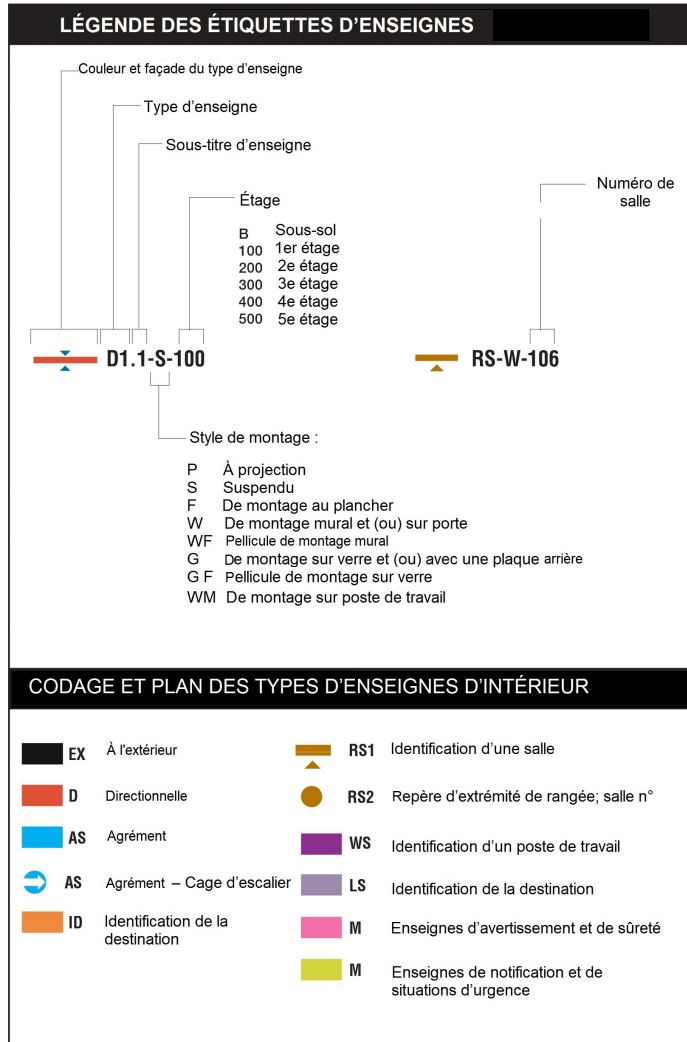 LÉGENDE DES ÉTIQUETTES D'ENSEIGNES
Couleur et façade du type d'enseigne
Type d'enseigne
Sous-titre d'enseigne
Étage
B Sous-sol
100 1er étage
200 2e étage
300 3e étage
400 4e étage
500 5e étage
Numéro de
salle
D1.1-S-100
RS-W-106
Style de montage :
P À projection
S Suspendu
F De montage au plancher
W De montage mural et (ou) sur porte
WF Pellicule de montage mural
G De montage sur verre et (ou) avec une plaque arrière
G F Pellicule de montage sur verre
WM De montage sur poste de travail
CODAGE ET PLAN DES TYPES D'ENSEIGNES D'INTÉRIEUR
EX À l'extérieur
D Directionnelle
AS Agrément
AS Agrément – Cage d'escalier
ID Identification de la
destination
RS1 Identification d'une salle
RS2 Repère d'extrémité de rangée; salle n°
WS Identification d'un poste de travail
LS Identification de la destination
M Enseignes d'avertissement et de sûreté
M Enseignes de notification et de
situations d'urgence